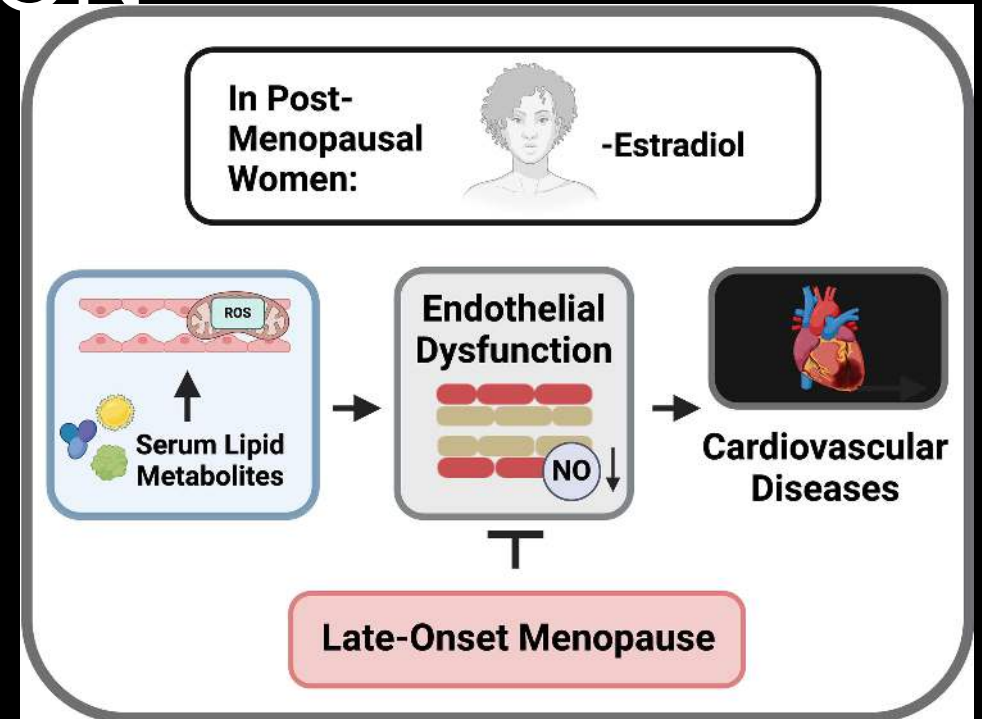 In Post-
Menopausal
Women:
-Estradiol
ROS
Serum Lipid
Metabolites
Endothelial
Dysfunction
NO
Cardiovascular
Diseases
Late-Onset Menopause